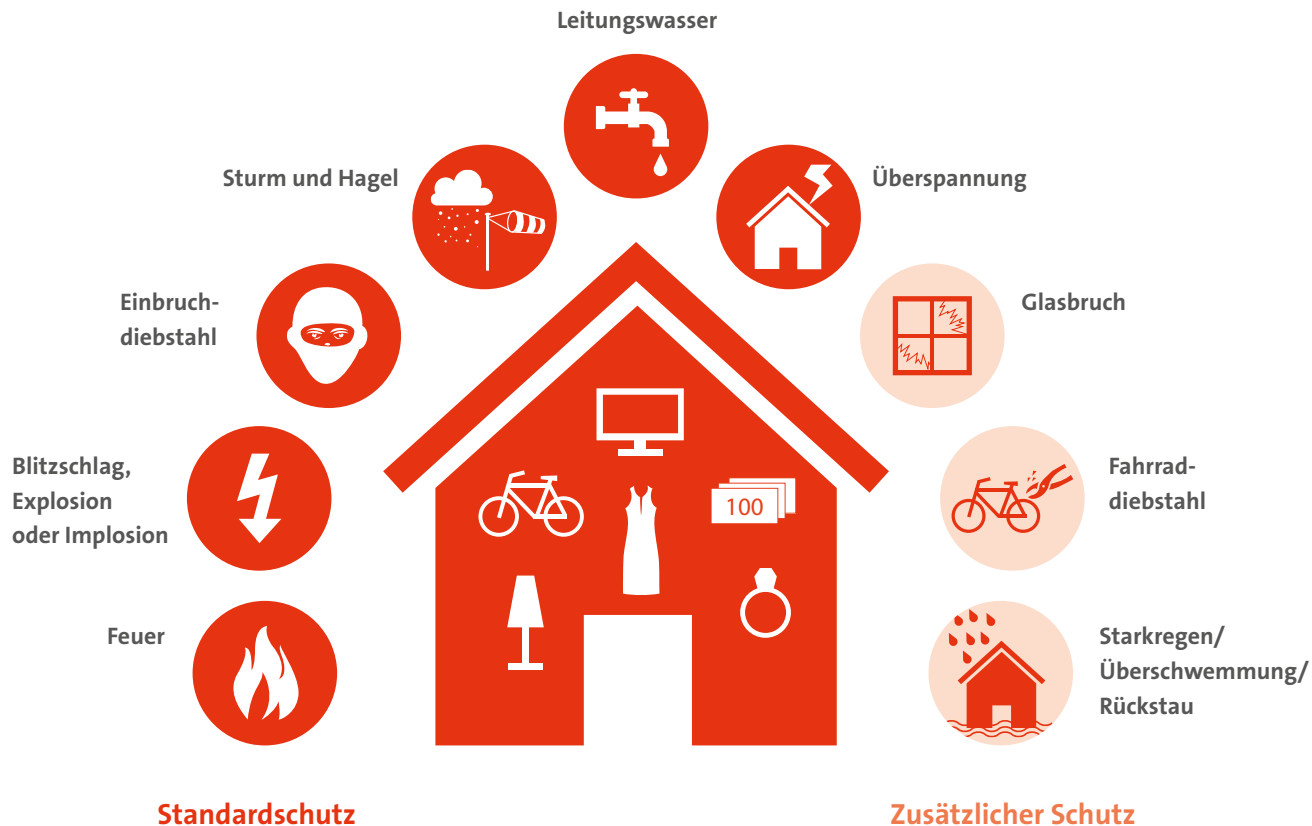 Leitungswasser
Sturm und Hagel
Überspannung
Einbruch-
diebstahl
Glasbruch
Blitzschlag,
Explosion
oder Implosion
Fahrrad-
diebstahl
100
Feuer
Starkregen/
Überschwemmung/
Rückstau
Standardschutz
Zusätzlicher Schutz